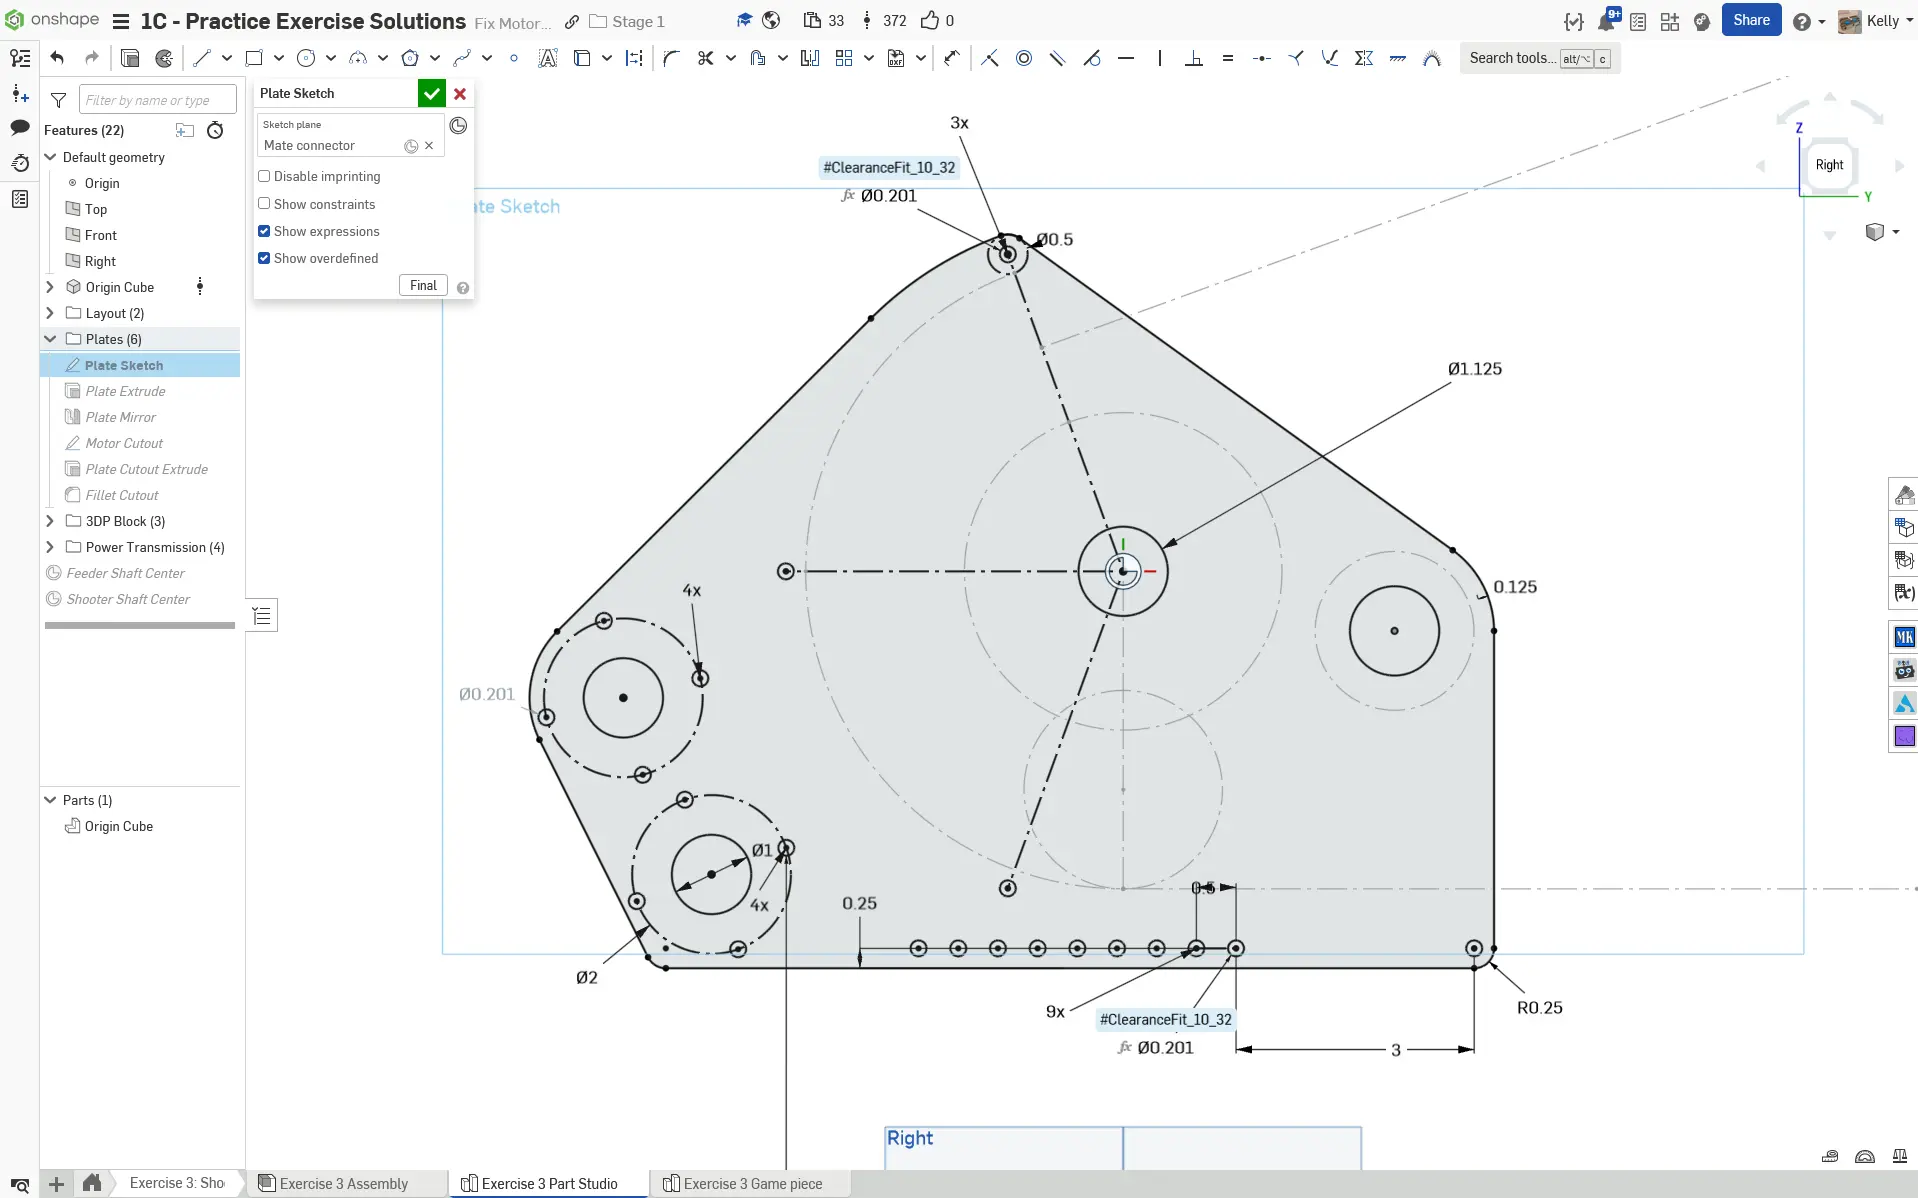 onshape
1C - Practice Exercise Solutions
Fix Motor...
Stage 1
33
372
0
9+
Share
Kelly
Search tools... alt/⌥ c
Filter by name or type
Features (22)
Default geometry
Origin
Top
Front
Right
Origin Cube
Layout (2)
Plates (6)
Plate Sketch
Plate Extrude
Plate Mirror
Motor Cutout
Plate Cutout Extrude
Fillet Cutout
3DP Block (3)
Power Transmission (4)
Feeder Shaft Center
Shooter Shaft Center
Parts (1)
Origin Cube
Plate Sketch
Sketch plane
Mate connector
Disable imprinting
Show constraints
Show expressions
Show overdefined
Final
ate Sketch
3x
#ClearanceFit_10_32
fx Ø0.201
Ø0.5
Ø1.125
Z
Right
Y
0.125
4x
Ø0.201
Ø1
4x
0.25
0.5
Ø2
9x
#ClearanceFit_10_32
fx Ø0.201
R0.25
3
Right
(x)
MK
Exercise 3: Sho
Exercise 3 Assembly
Exercise 3 Part Studio
Exercise 3 Game piece